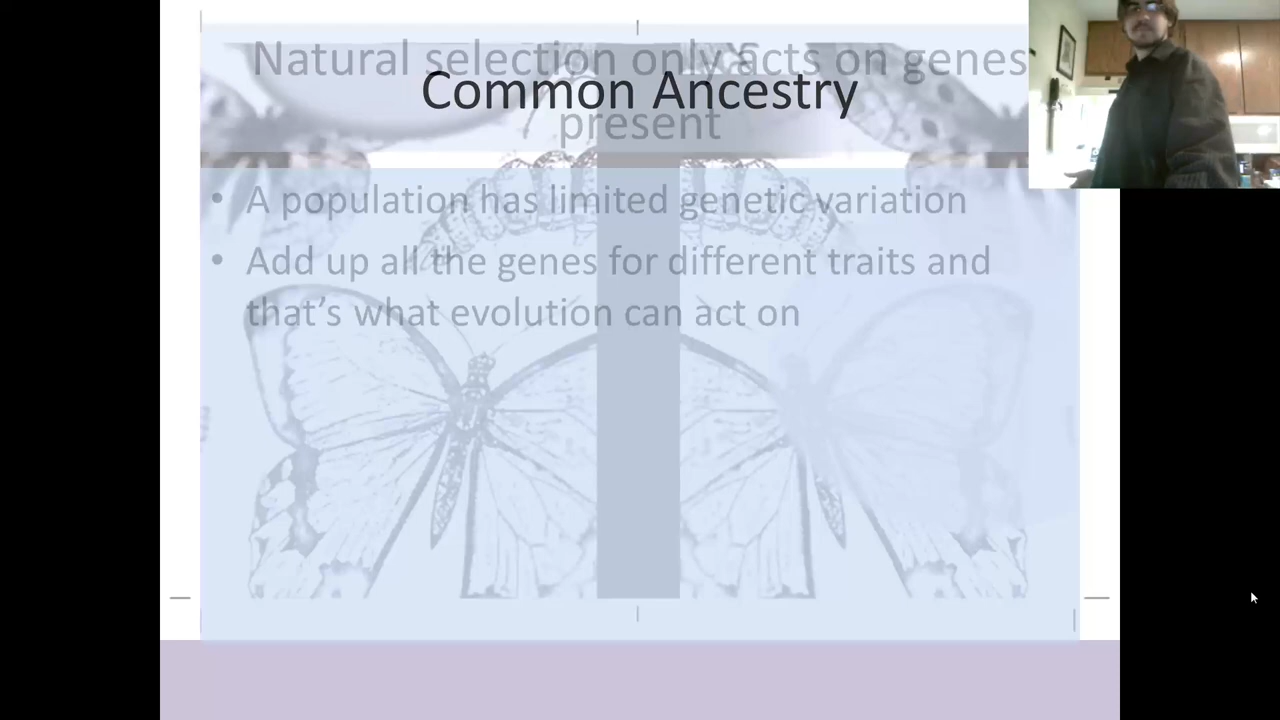 Natural selection only acts on genes
Common Ancestry
present
• A population has limited genetic variation
• Add up all the genes for different traits and
that’s what evolution can act on